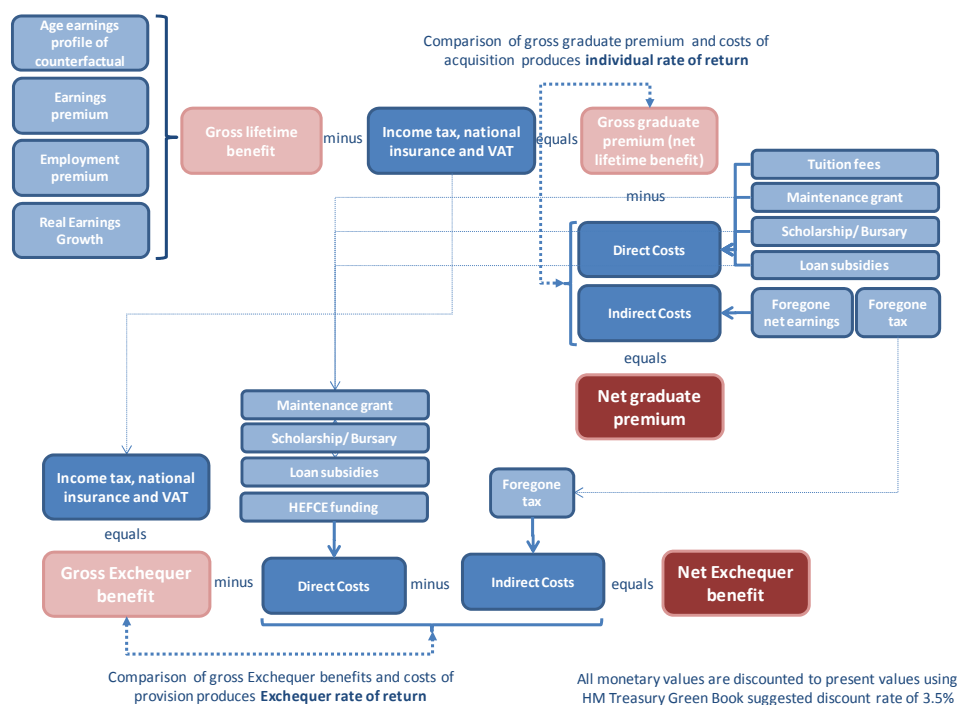 Age earnings
profile of
counterfactual
Earnings
premium
Employment
premium
Real Earnings
Growth
Gross lifetime
benefit
minus
Income tax, national
insurance and VAT
equals
Gross graduate
premium (net
lifetime benefit)
Comparison of gross graduate premium and costs of
acquisition produces individual rate of return
minus
Tuition fees
Maintenance grant
Scholarship/ Bursary
Loan subsidies
Direct Costs
Indirect Costs
Foregone
net earnings
Foregone
tax
equals
Net graduate
premium
Maintenance grant
Scholarship/ Bursary
Loan subsidies
HEFCE funding
Income tax, national
insurance and VAT
equals
Foregone
tax
Gross Exchequer
benefit
minus
Direct Costs
minus
Indirect Costs
equals
Net Exchequer
benefit
Comparison of gross Exchequer benefits and costs of
provision produces Exchequer rate of return
All monetary values are discounted to present values using
HM Treasury Green Book suggested discount rate of 3.5%